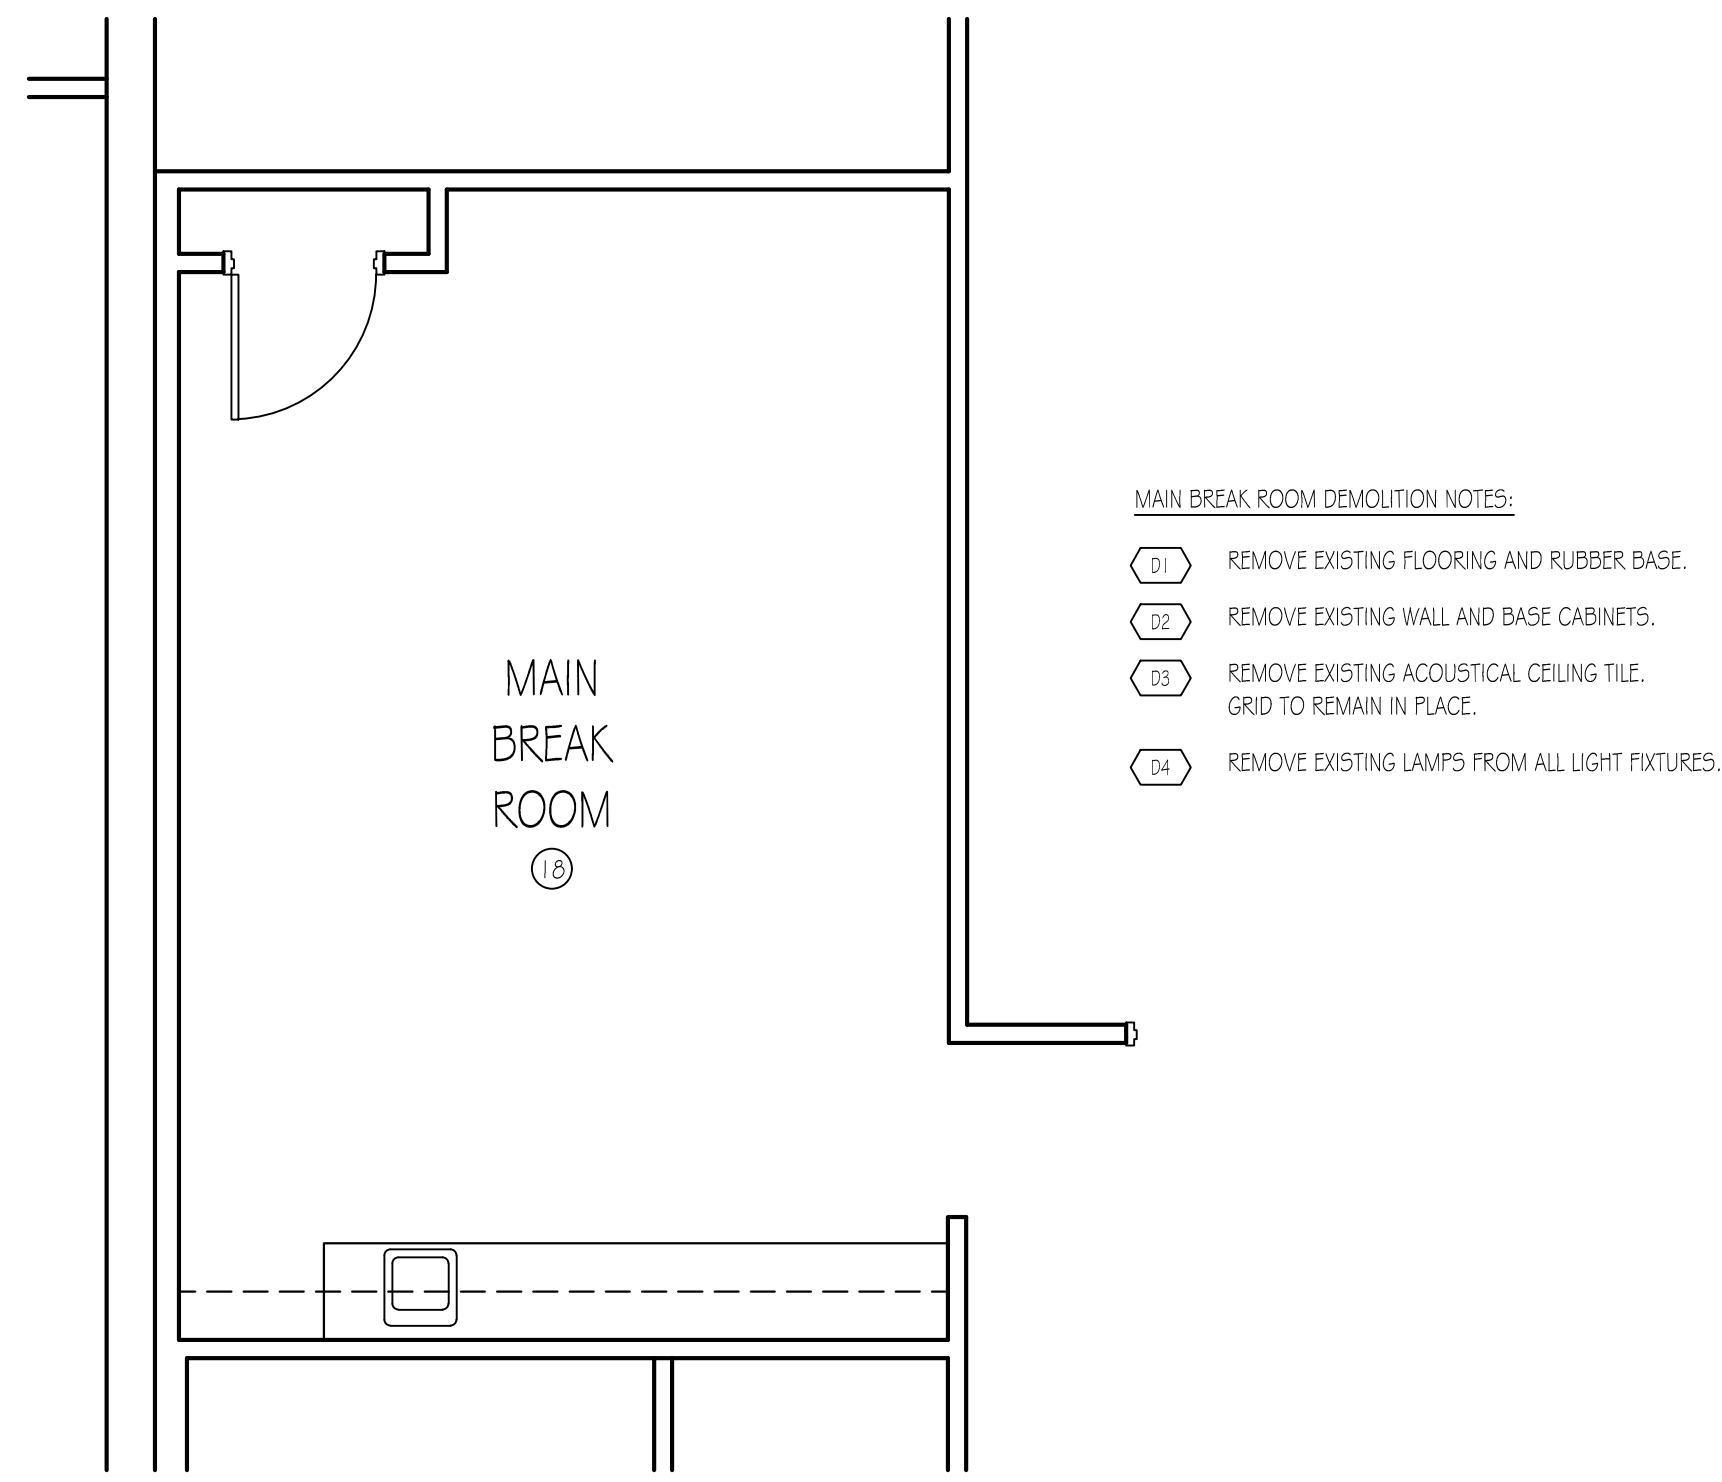 MAIN
BREAK
ROOM
18
MAIN BREAK ROOM DEMOLITION NOTES:
D1 REMOVE EXISTING FLOORING AND RUBBER BASE.
D2 REMOVE EXISTING WALL AND BASE CABINETS.
D3 REMOVE EXISTING ACOUSTICAL CEILING TILE.
GRID TO REMAIN IN PLACE.
D4 REMOVE EXISTING LAMPS FROM ALL LIGHT FIXTURES.